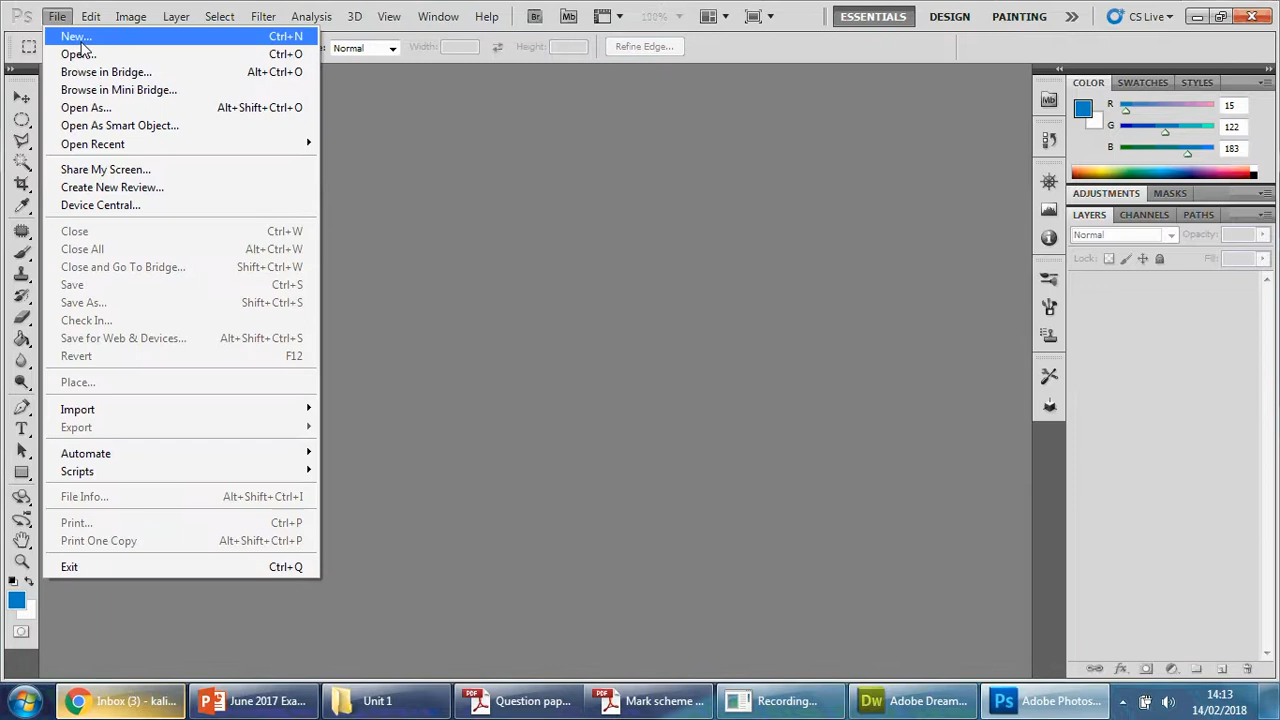 Ps File Edit Image Layer Select Filter Analysis 3D View Window Br Mb 100% ESSENTIALS DESIGN PAINTING CS Live
Normal Width: Height: Refine Edge...
New... Ctrl+N
Open... Ctrl+O
Browse in Bridge... Alt+Ctrl+O
Browse in Mini Bridge...
Open As... Alt+Shift+Ctrl+O
Open As Smart Object...
Open Recent
Share My Screen...
Create New Review...
Device Central...
Close Ctrl+W
Close All Alt+Ctrl+W
Close and Go To Bridge... Shift+Ctrl+W
Save Ctrl+S
Save As... Shift+Ctrl+S
Check In...
Save for Web & Devices... Alt+Shift+Ctrl+S
Revert F12
Place...
Import
Export
Automate
Scripts
File Info... Alt+Shift+Ctrl+I
Print... Ctrl+P
Print One Copy Alt+Shift+Ctrl+P
Exit Ctrl+Q
Mb
COLOR SWATCHES STYLES
R 15
G 122
B 183
ADJUSTMENTS MASKS
LAYERS CHANNELS PATHS
Normal Opacity:
Lock: Fill:
Inbox (3) - kali... June 2017 Exa... Unit 1 Question pap... Mark scheme ... Recording... Dw Adobe Dream... Ps Adobe Photos... 14:13
14/02/2018